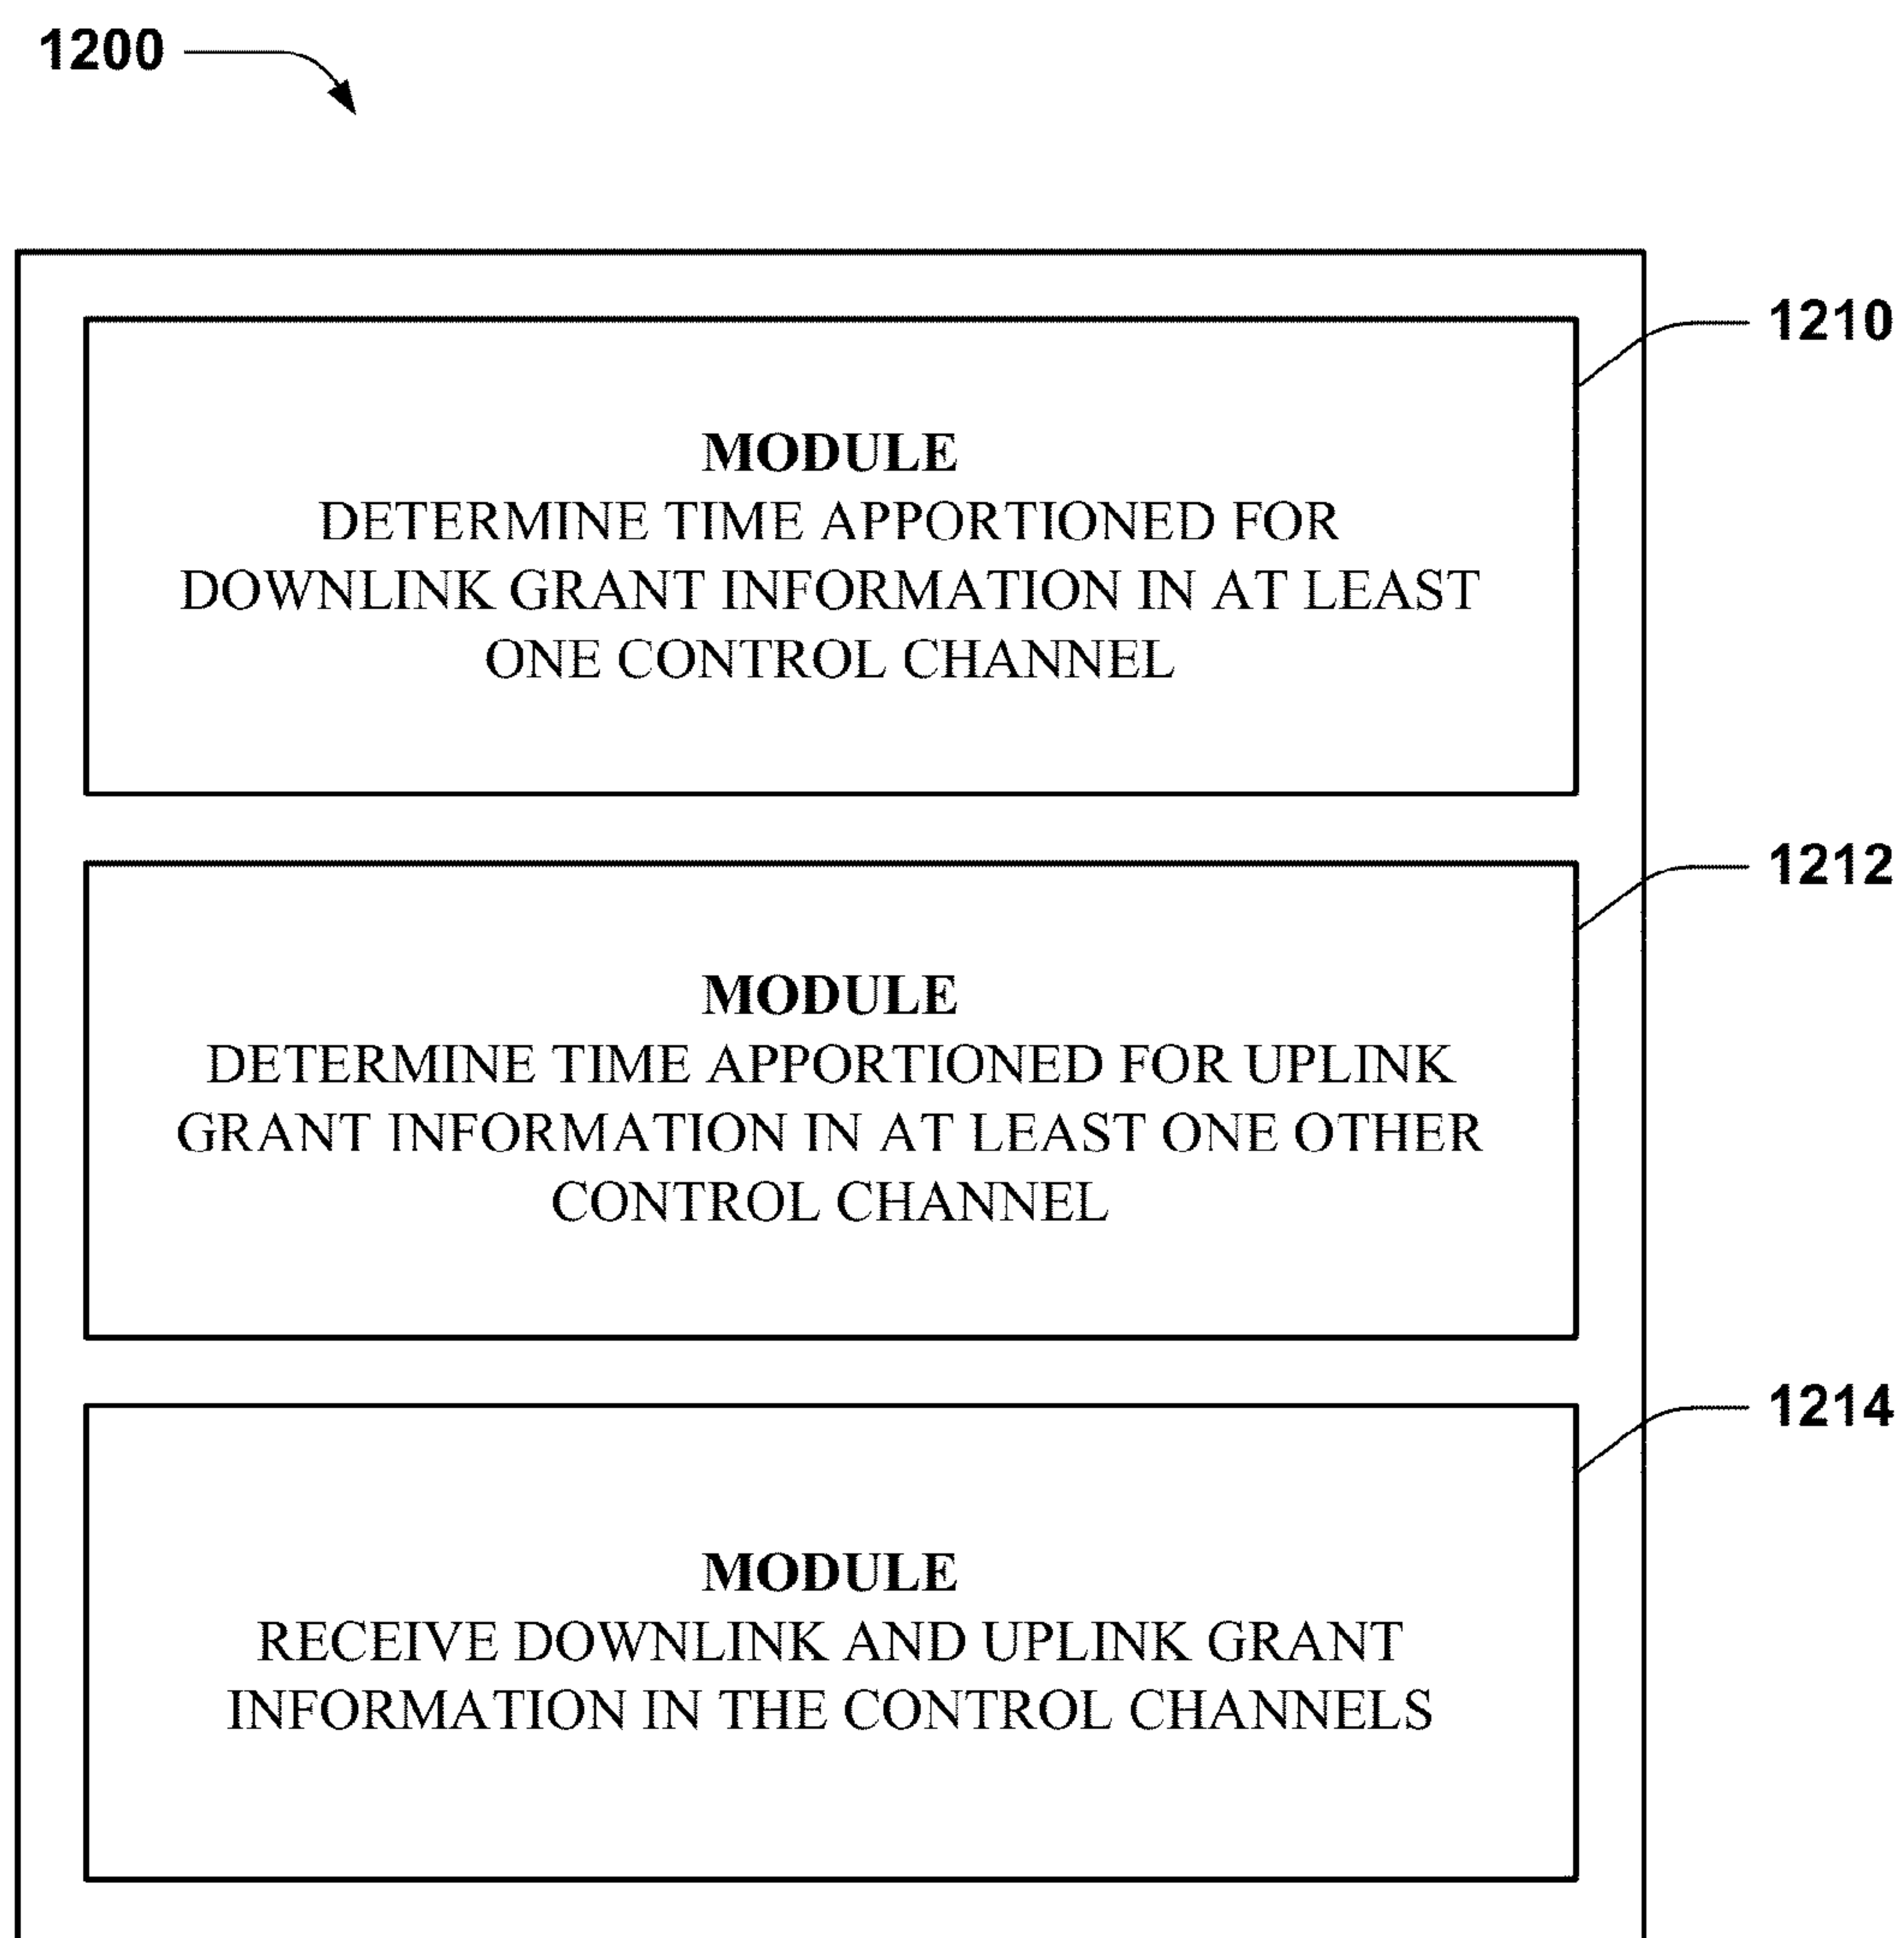 1200
1210
MODULE
DETERMINE TIME APPORTIONED FOR
DOWNLINK GRANT INFORMATION IN AT LEAST
ONE CONTROL CHANNEL
1212
MODULE
DETERMINE TIME APPORTIONED FOR UPLINK
GRANT INFORMATION IN AT LEAST ONE OTHER
CONTROL CHANNEL
1214
MODULE
RECEIVE DOWNLINK AND UPLINK GRANT
INFORMATION IN THE CONTROL CHANNELS